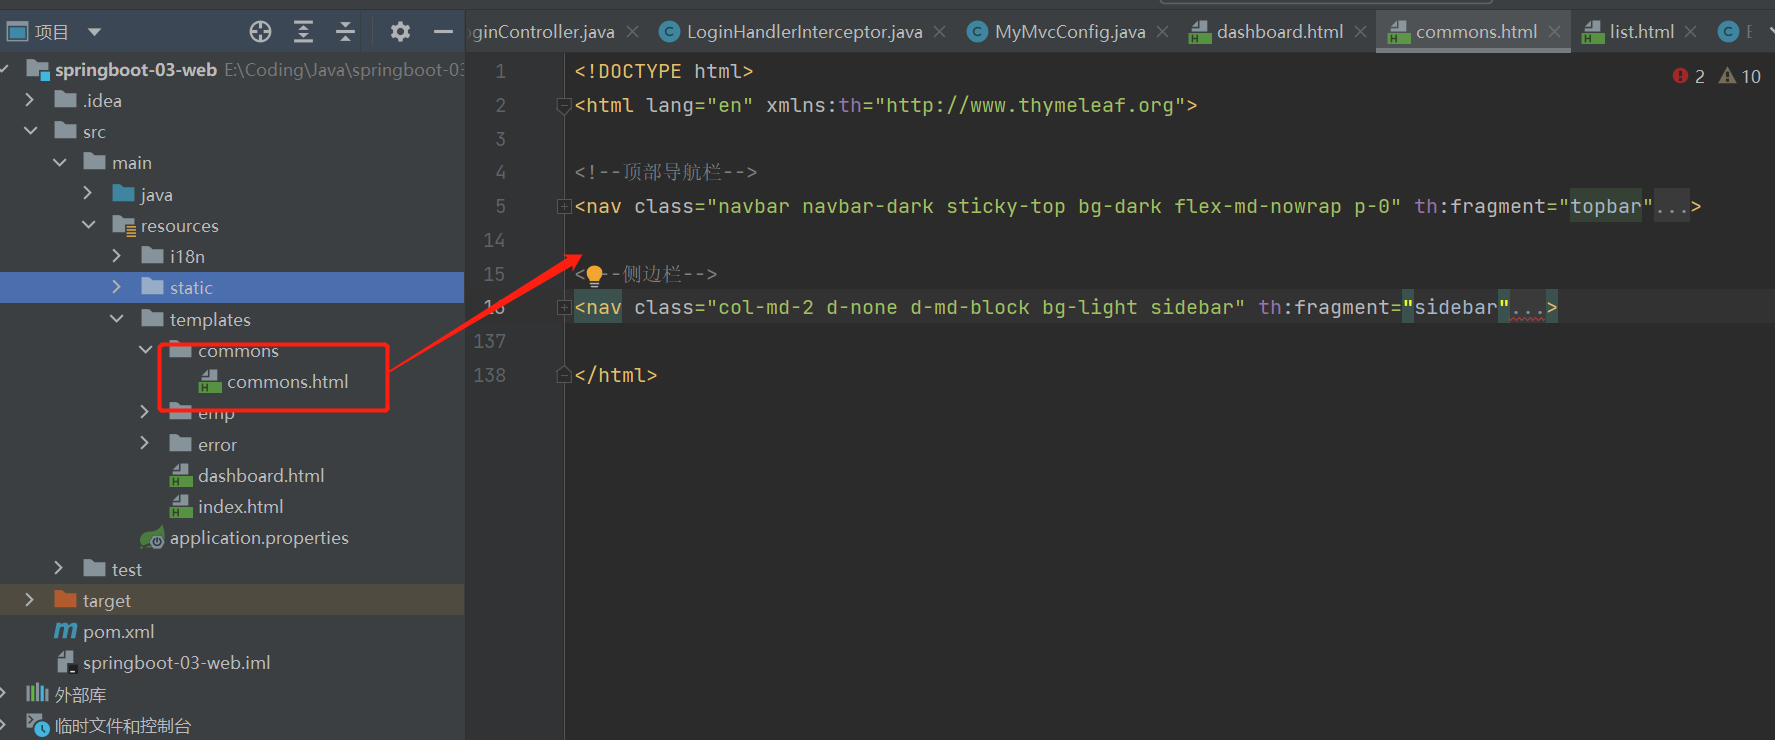 项目
springboot-03-web E:\Coding\Java\springboot-03
.idea
src
main
java
resources
i18n
static
templates
commons
commons.html
emp
error
dashboard.html
index.html
application.properties
test
target
pom.xml
springboot-03-web.iml
外部库
临时文件和控制台
ginController.java
LoginHandlerInterceptor.java
MyMvcConfig.java
dashboard.html
commons.html
list.html
2 10
1 <!DOCTYPE html>
2 <html lang="en" xmlns:th="http://www.thymeleaf.org">
3
4 <!--顶部导航栏-->
5 <nav class="navbar navbar-dark sticky-top bg-dark flex-md-nowrap p-0" th:fragment="topbar"...>
14
15 <!--侧边栏-->
16 <nav class="col-md-2 d-none d-md-block bg-light sidebar" th:fragment="sidebar"...>
137
138 </html>